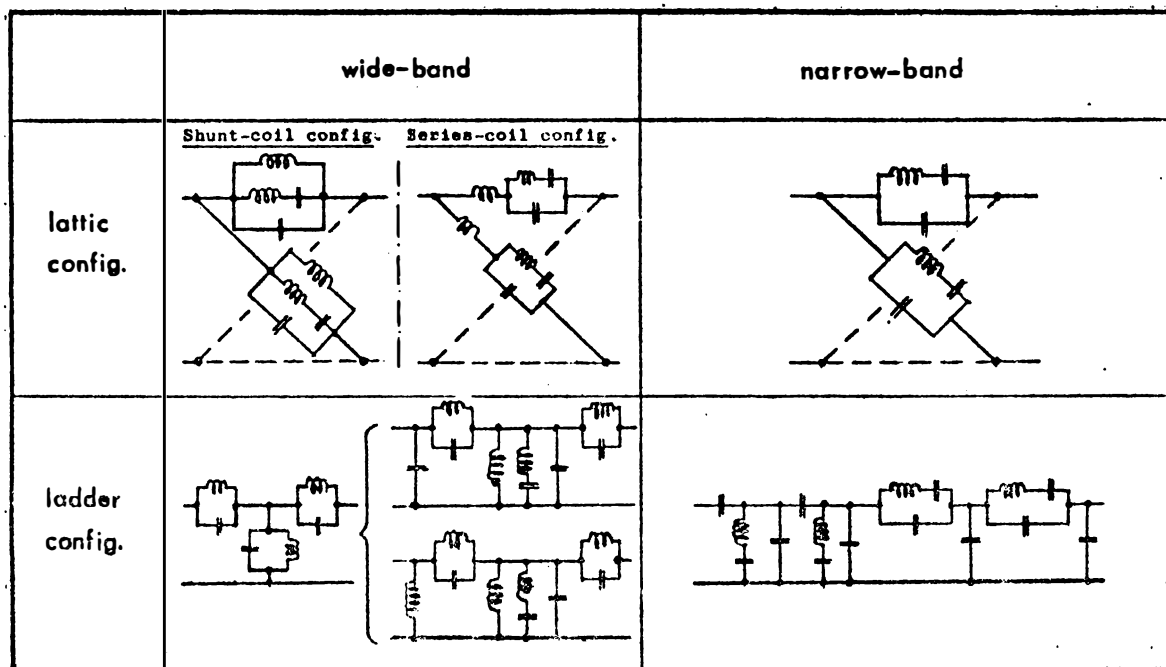 wide-band
narrow-band
Shunt-coil config.
Series-coil config.
lattic
config.
ladder
config.